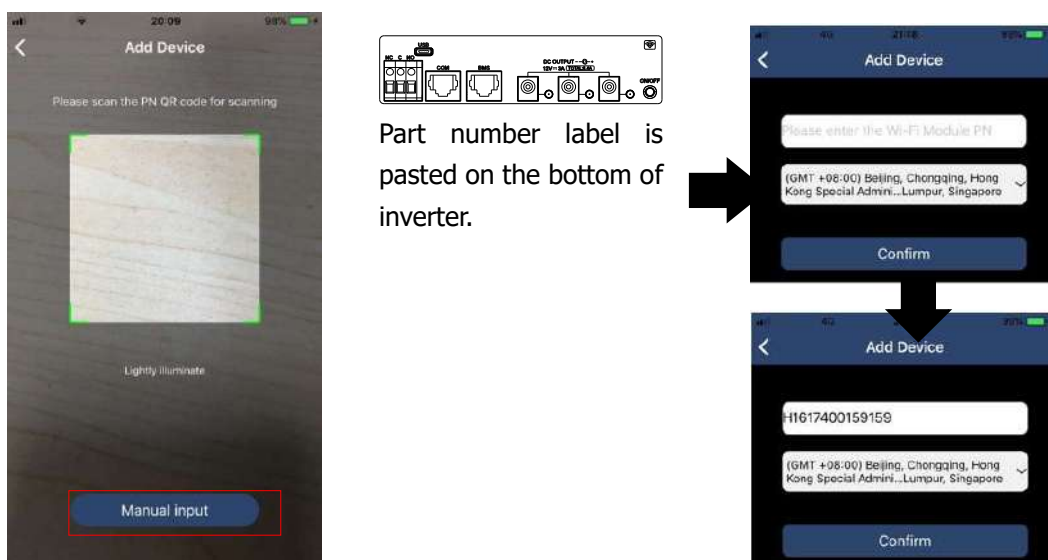 20:09
98%
Add Device
Please scan the PN QR code for scanning
Lightly illuminate
Manual input
USB
NC C NO
COM
BMS
DC OUTPUT
ON/OFF
Part number label is
pasted on the bottom of
inverter.
4G
Add Device
Please enter the Wi-Fi Module PN
(GMT +08:00) Beijing, Chongqing, Hong
Kong Special Admini...Lumpur, Singapore
Confirm
4G
Add Device
H1617400159159
(GMT +08:00) Beijing, Chongqing, Hong
Kong Special Admini...Lumpur, Singapore
Confirm